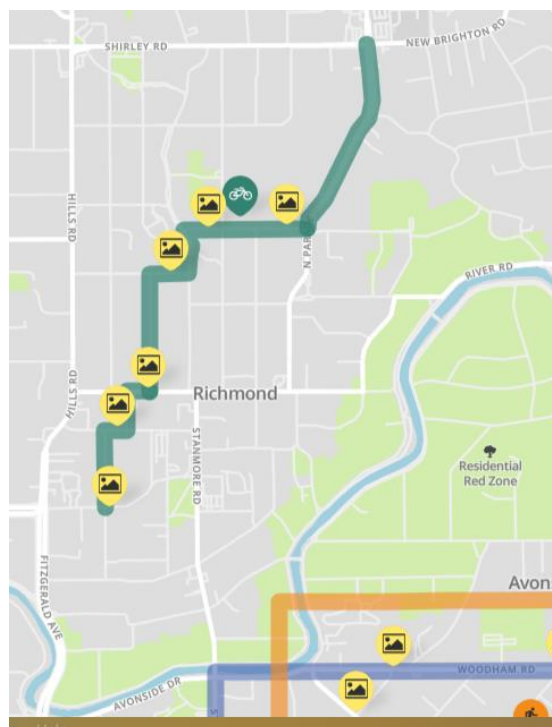 SHIRLEY RD
NEW BRIGHTON RD
HILLS RD
N PAR
RIVER RD
HILLS RD
Richmond
STANMORE RD
Residential
Red Zone
FITZGERALD AVE
Avons
WOODHAM RD
AVONSIDE DR
S